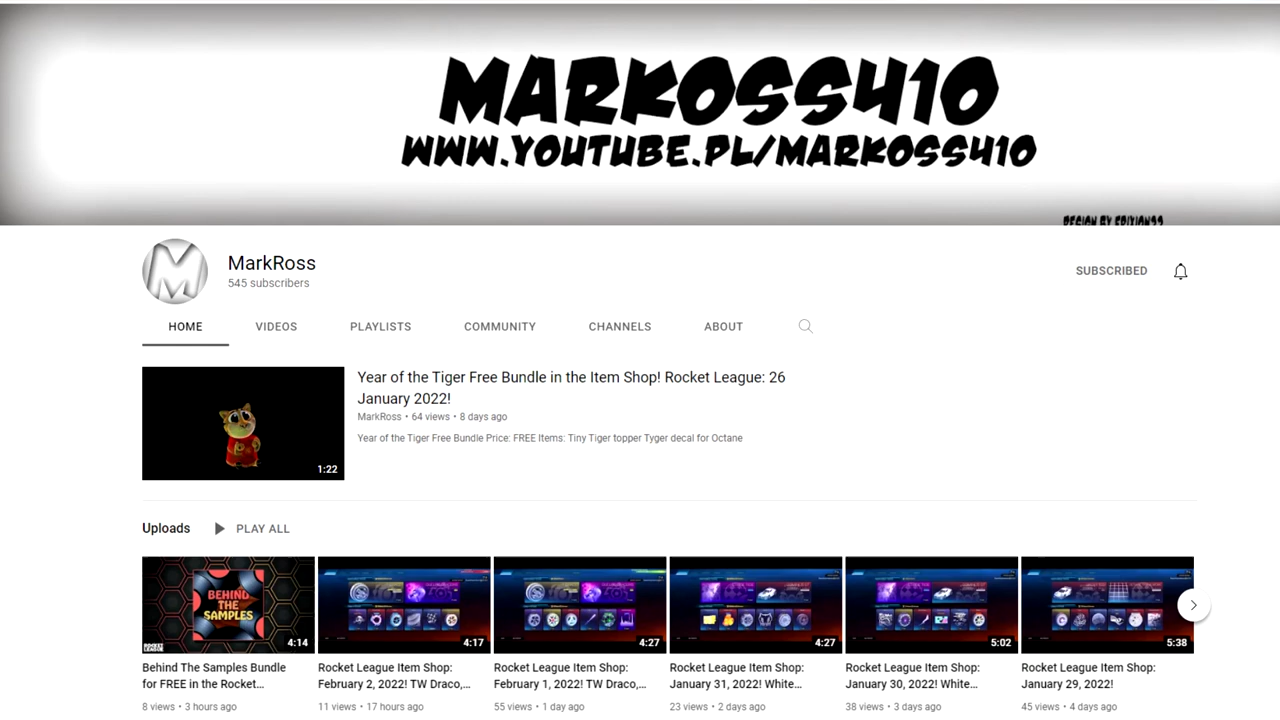 MARKOSS410
WWW.YOUTUBE.PL/MARKOSS410
MarkRoss
545 subscribers
SUBSCRIBED
HOME VIDEOS PLAYLISTS COMMUNITY CHANNELS ABOUT
Year of the Tiger Free Bundle in the Item Shop! Rocket League: 26
January 2022!
MarkRoss • 64 views • 8 days ago
Year of the Tiger Free Bundle Price: FREE Items: Tiny Tiger topper Tyger decal for Octane
1:22
Uploads PLAY ALL
BEHIND
THE
SAMPLES
ROCKET
LEAGUE
4:14 4:17 4:27 4:27 5:02 5:38
Behind The Samples Bundle
for FREE in the Rocket...
8 views • 3 hours ago
Rocket League Item Shop:
February 2, 2022! TW Draco,...
11 views • 17 hours ago
Rocket League Item Shop:
February 1, 2022! TW Draco,...
55 views • 1 day ago
Rocket League Item Shop:
January 31, 2022! White...
23 views • 2 days ago
Rocket League Item Shop:
January 30, 2022! White...
38 views • 3 days ago
Rocket League Item Shop:
January 29, 2022!
45 views • 4 days ago